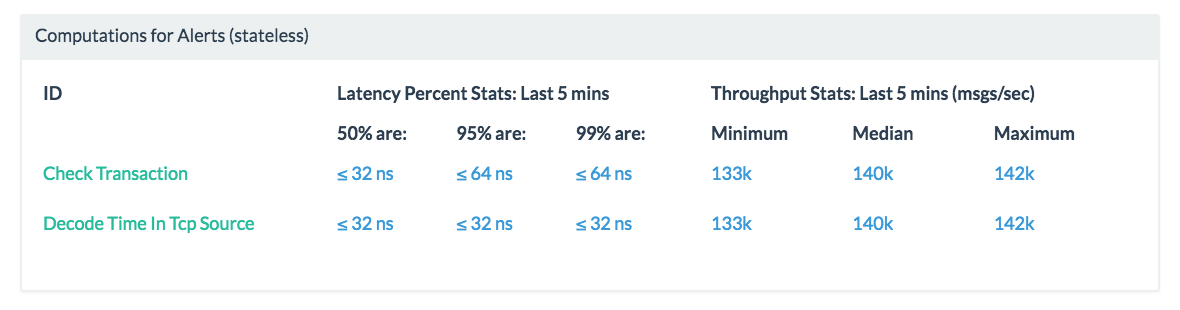 Computations for Alerts (stateless)
ID Latency Percent Stats: Last 5 mins Throughput Stats: Last 5 mins (msgs/sec)
50% are: 95% are: 99% are: Minimum Median Maximum
Check Transaction ≤ 32 ns ≤ 64 ns ≤ 64 ns 133k 140k 142k
Decode Time In Tcp Source ≤ 32 ns ≤ 32 ns ≤ 32 ns 133k 140k 142k